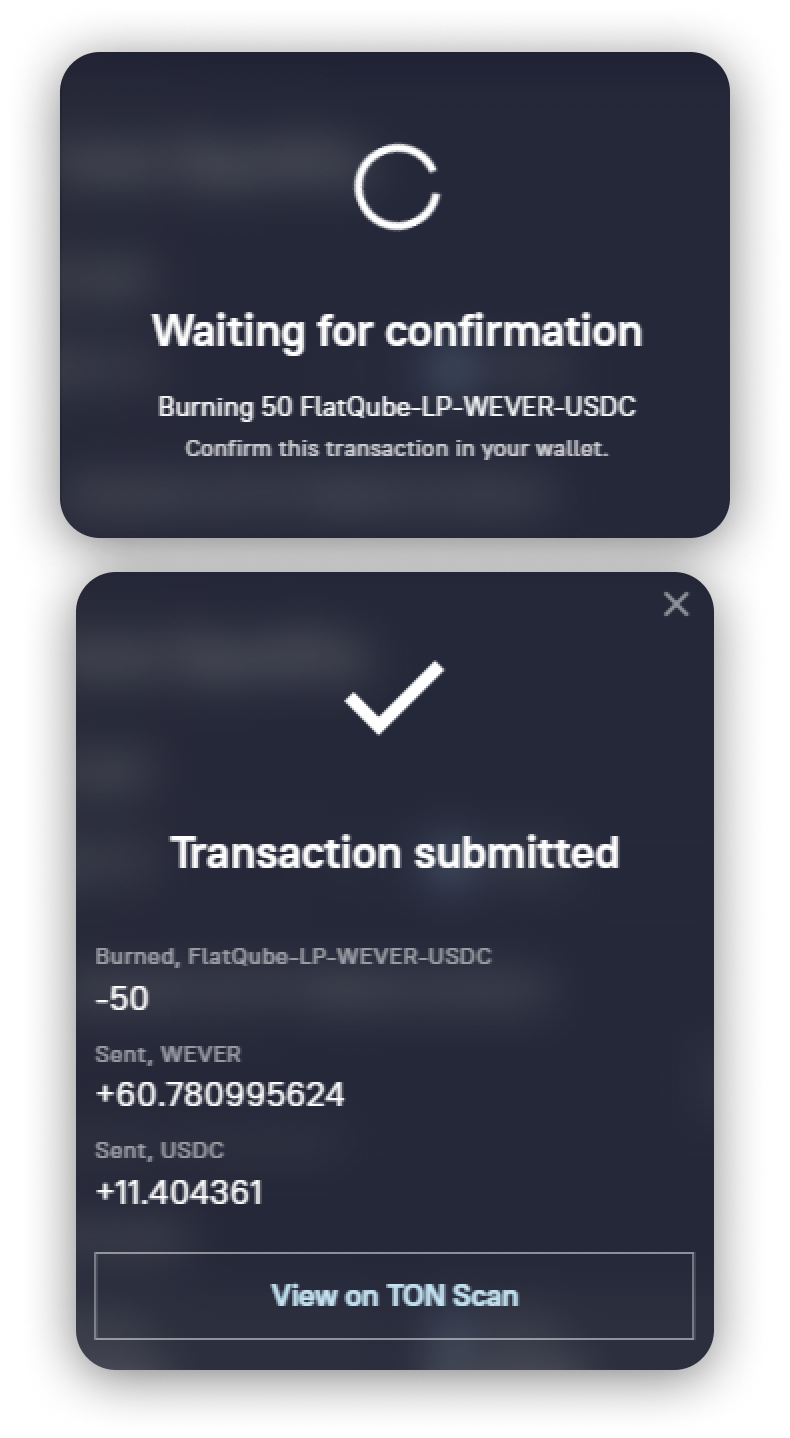 Waiting for confirmation
Burning 50 FlatQube-LP-WEVER-USDC
Confirm this transaction in your wallet.
Transaction submitted
Burned, FlatQube-LP-WEVER-USDC
-50
Sent, WEVER
+60.780995624
Sent, USDC
+11.404361
View on TON Scan